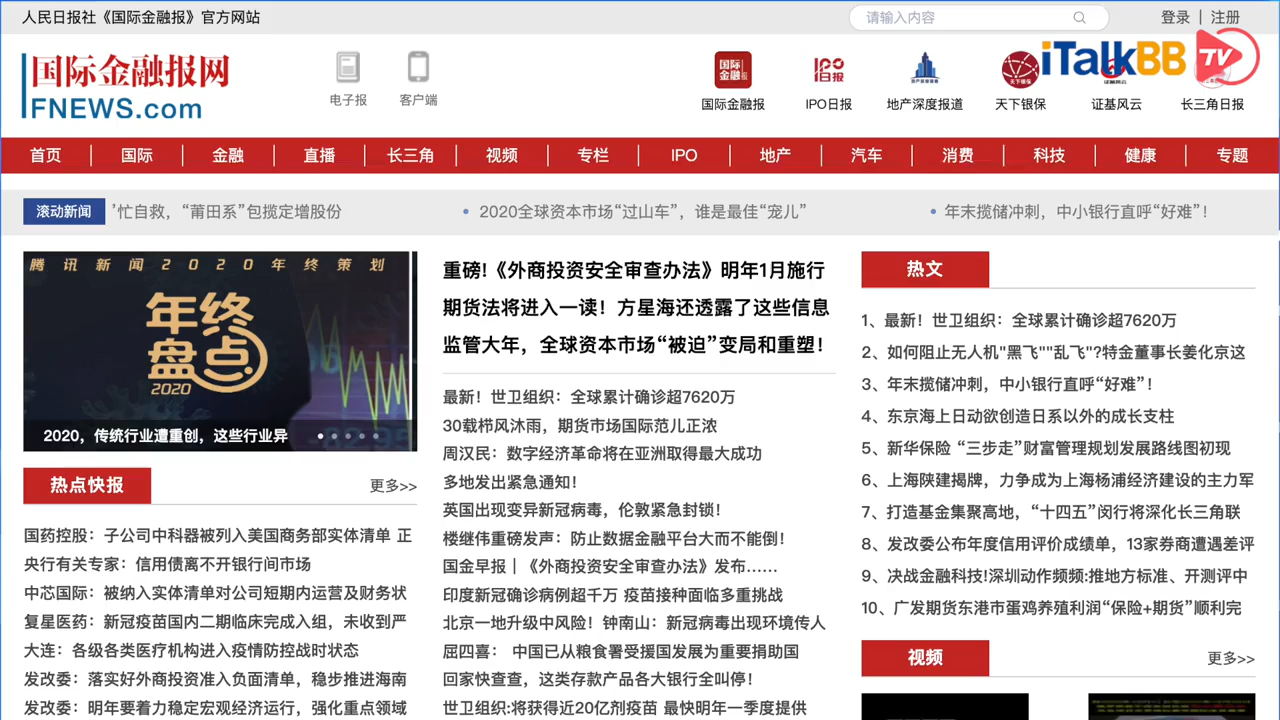 人民日报社《国际金融报》官方网站
请输入内容
登录 | 注册
国际金融报网
IFNEWS.com
电子报
客户端
国际金融报
IPO日报
地产深度报道
天下银保
证基风云
长三角日报
iTalkBB TV
首页
国际
金融
直播
长三角
视频
专栏
IPO
地产
汽车
消费
科技
健康
专题
滚动新闻
’忙自救，“莆田系”包揽定增股份
2020全球资本市场“过山车”，谁是最佳“宠儿”
年末揽储冲刺，中小银行直呼“好难”！
腾讯新闻2020年终策划
年终盘点
2020
2020，传统行业遭重创，这些行业异
热点快报
更多>>
国药控股：子公司中科器被列入美国商务部实体清单 正
央行有关专家：信用债离不开银行间市场
中芯国际：被纳入实体清单对公司短期内运营及财务状
复星医药：新冠疫苗国内二期临床完成入组，未收到严
大连：各级各类医疗机构进入疫情防控战时状态
发改委：落实好外商投资准入负面清单，稳步推进海南
发改委：明年要着力稳定宏观经济运行，强化重点领域
重磅!《外商投资安全审查办法》明年1月施行
期货法将进入一读！方星海还透露了这些信息
监管大年，全球资本市场“被迫”变局和重塑！
最新！世卫组织：全球累计确诊超7620万
30载栉风沐雨，期货市场国际范儿正浓
周汉民：数字经济革命将在亚洲取得最大成功
多地发出紧急通知！
英国出现变异新冠病毒，伦敦紧急封锁！
楼继伟重磅发声：防止数据金融平台大而不能倒！
国金早报｜《外商投资安全审查办法》发布……
印度新冠确诊病例超千万 疫苗接种面临多重挑战
北京一地升级中风险！钟南山：新冠病毒出现环境传人
屈四喜： 中国已从粮食署受援国发展为重要捐助国
回家快查查，这类存款产品各大银行全叫停！
世卫组织:将获得近20亿剂疫苗 最快明年一季度提供
热文
1、最新！世卫组织：全球累计确诊超7620万
2、如何阻止无人机"黑飞""乱飞"?特金董事长姜化京这
3、年末揽储冲刺，中小银行直呼“好难”！
4、东京海上日动欲创造日系以外的成长支柱
5、新华保险 “三步走”财富管理规划发展路线图初现
6、上海陕建揭牌，力争成为上海杨浦经济建设的主力军
7、打造基金集聚高地，“十四五”闵行将深化长三角联
8、发改委公布年度信用评价成绩单，13家券商遭遇差评
9、决战金融科技!深圳动作频频:推地方标准、开测评中
10、广发期货东港市蛋鸡养殖利润“保险+期货”顺利完
视频
更多>>